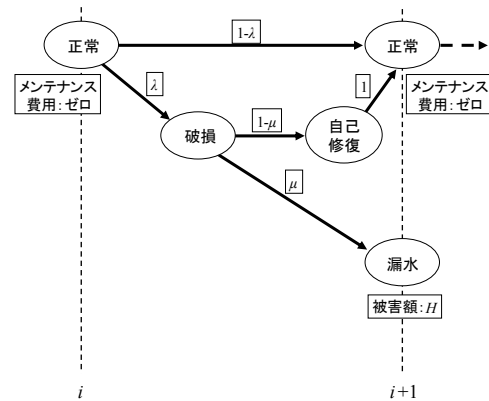 正常
1-λ
正常
メンテナンス
費用：ゼロ
λ
1
メンテナンス
費用：ゼロ
破損
1-μ
自己
修復
μ
漏水
被害額：H
i
i+1